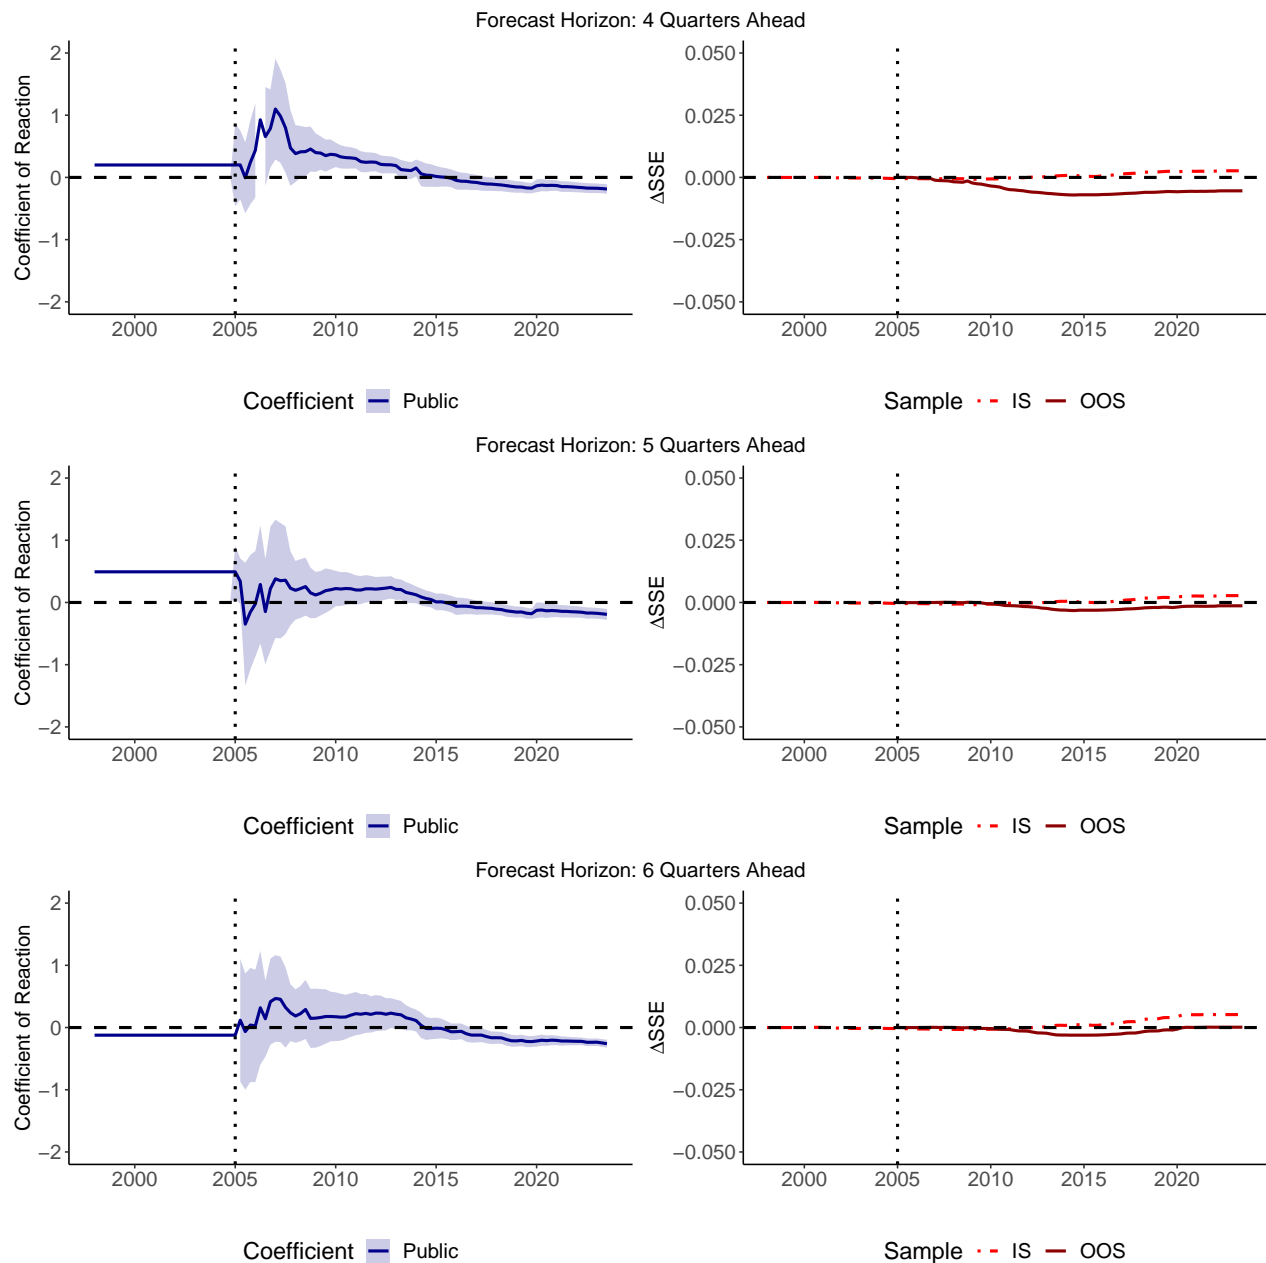 Forecast Horizon: 4 Quarters Ahead
Coefficient of Reaction
2
1
0
−1
−2
2000 2005 2010 2015 2020
Coefficient Public
ΔSSE
0.050
0.025
0.000
−0.025
−0.050
2000 2005 2010 2015 2020
Sample IS OOS
Forecast Horizon: 5 Quarters Ahead
Coefficient of Reaction
2
1
0
−1
−2
2000 2005 2010 2015 2020
Coefficient Public
ΔSSE
0.050
0.025
0.000
−0.025
−0.050
2000 2005 2010 2015 2020
Sample IS OOS
Forecast Horizon: 6 Quarters Ahead
Coefficient of Reaction
2
1
0
−1
−2
2000 2005 2010 2015 2020
Coefficient Public
ΔSSE
0.050
0.025
0.000
−0.025
−0.050
2000 2005 2010 2015 2020
Sample IS OOS